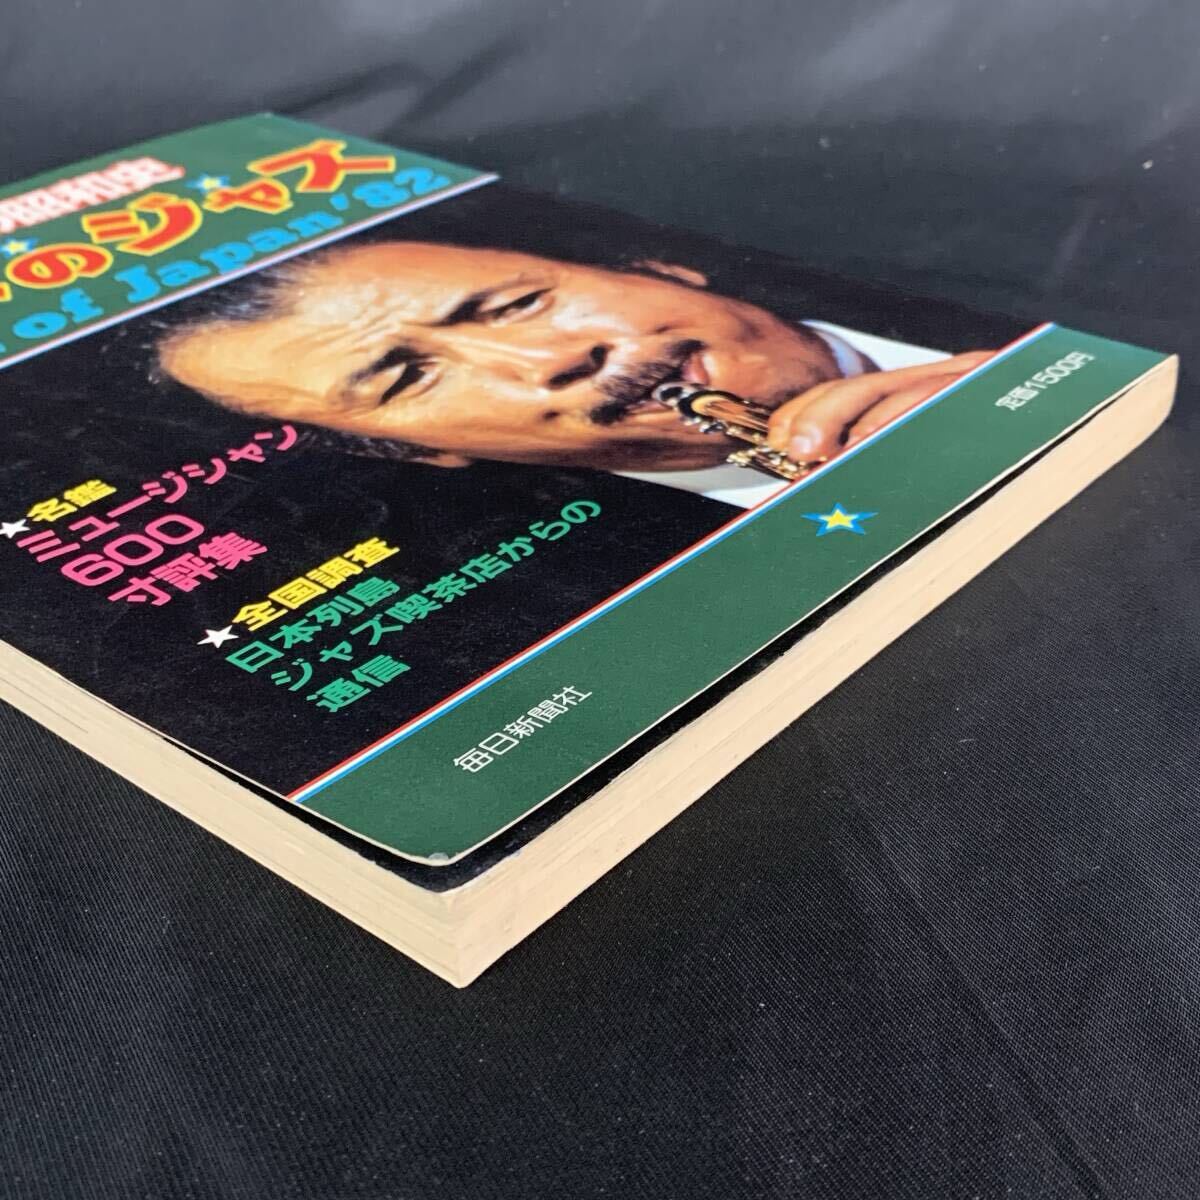 昭和史
のジャズ
of Japan '82
★名鑑
ミュージシャン
600
寸評集
★全国調査
日本列島
ジャズ喫茶店からの
通信
定価1500円
毎日新聞社